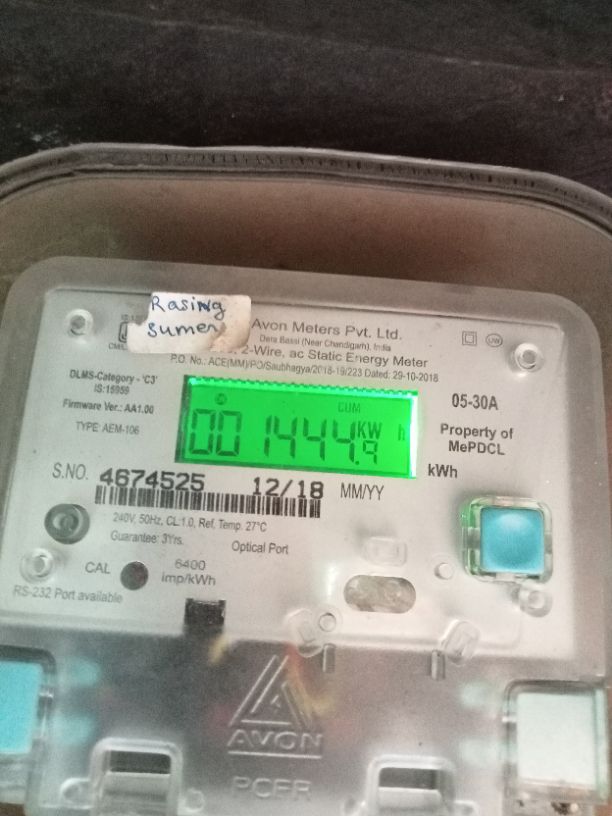 Rasing
Sumer
Avon Meters Pvt. Ltd.
Dera Bassi (Near Chandigarh), India
2-Wire, ac Static Energy Meter
P.O. No.: ACE(MM)/PO/Saubhagya/2018-19/223 Dated: 29-10-2018
DLMS-Category - 'C3'
IS:15959
Firmware Ver.: AA1.00
TYPE: AEM-106
CUM
001444.9 KW h
05-30A
Property of
MePDCL
kWh
S.NO. 4674525 12/18 MM/YY
240V, 50Hz, CL:1.0, Ref. Temp. 27°C
Guarantee: 3Yrs.
Optical Port
CAL
6400
imp/kWh
RS-232 Port available
AVON